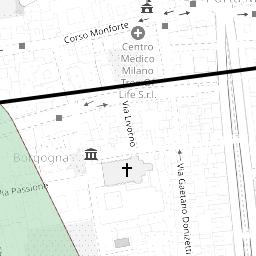 Corso Monforte
Centro
Medico
Milano
Life S.r.l.
Via Livorno
Borgogna
Via Passione
Via Gaetano Donizetti